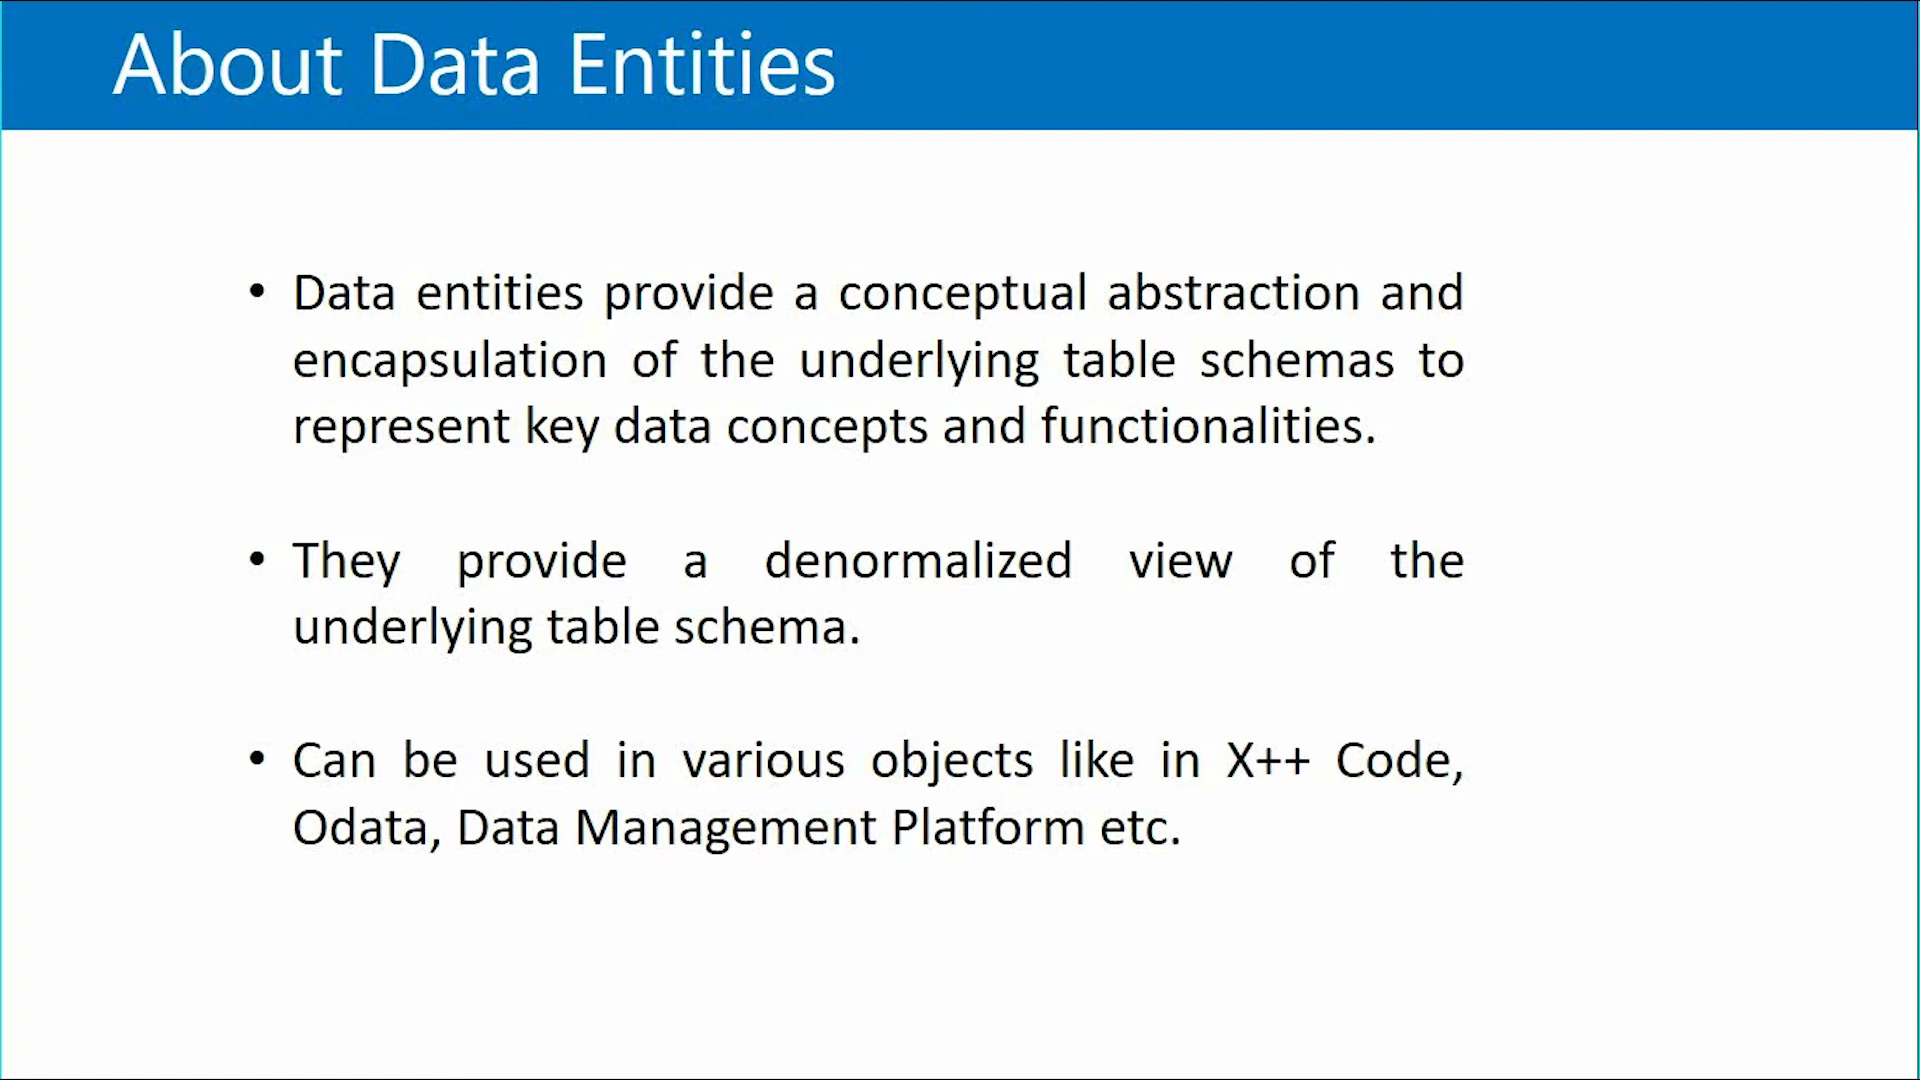 About Data Entities
• Data entities provide a conceptual abstraction and
encapsulation of the underlying table schemas to
represent key data concepts and functionalities.
• They provide a denormalized view of the
underlying table schema.
• Can be used in various objects like in X++ Code,
Odata, Data Management Platform etc.